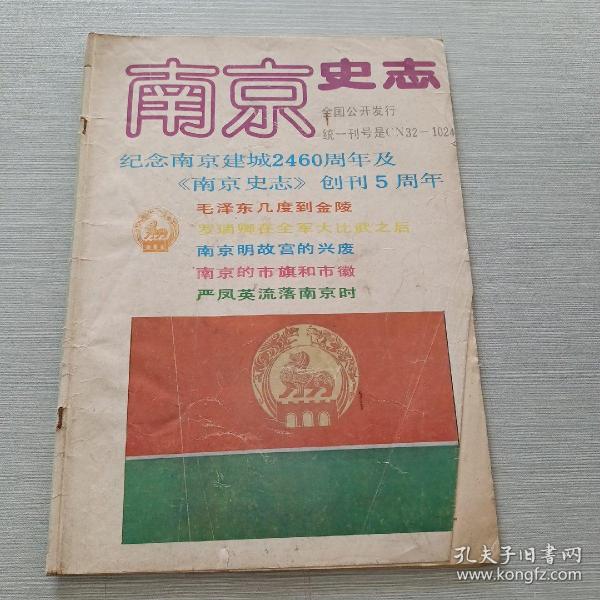 南京史志
全国公开发行
统一刊号是CN32-1024
纪念南京建城2460周年及
《南京史志》创刊5周年
毛泽东几度到金陵
罗瑞卿在全军大比武之后
南京明故宫的兴废
南京的市旗和市徽
严凤英流落南京时
孔夫子旧书网
www.kongfz.com